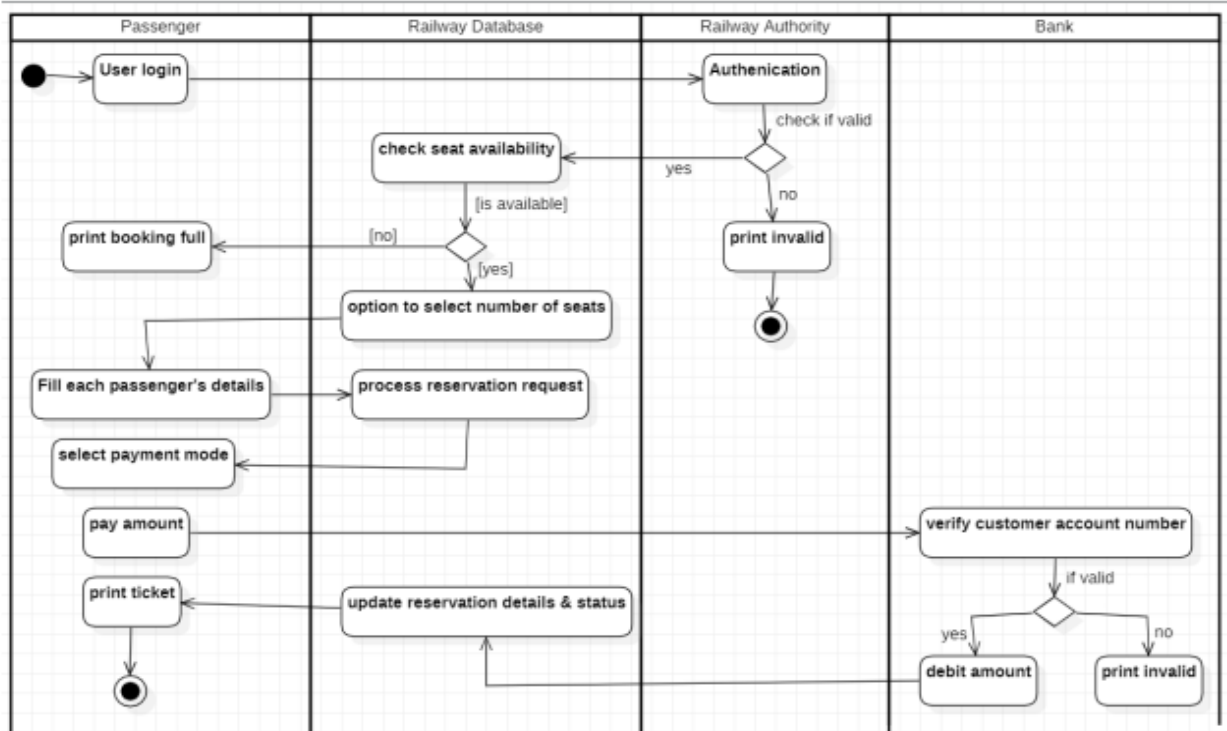 Passenger
Railway Database
Railway Authority
Bank
User login
Authenication
check if valid
check seat availability
yes
no
[is available]
print booking full
[no]
print invalid
[yes]
option to select number of seats
Fill each passenger's details
process reservation request
select payment mode
pay amount
verify customer account number
if valid
print ticket
update reservation details & status
yes
no
debit amount
print invalid